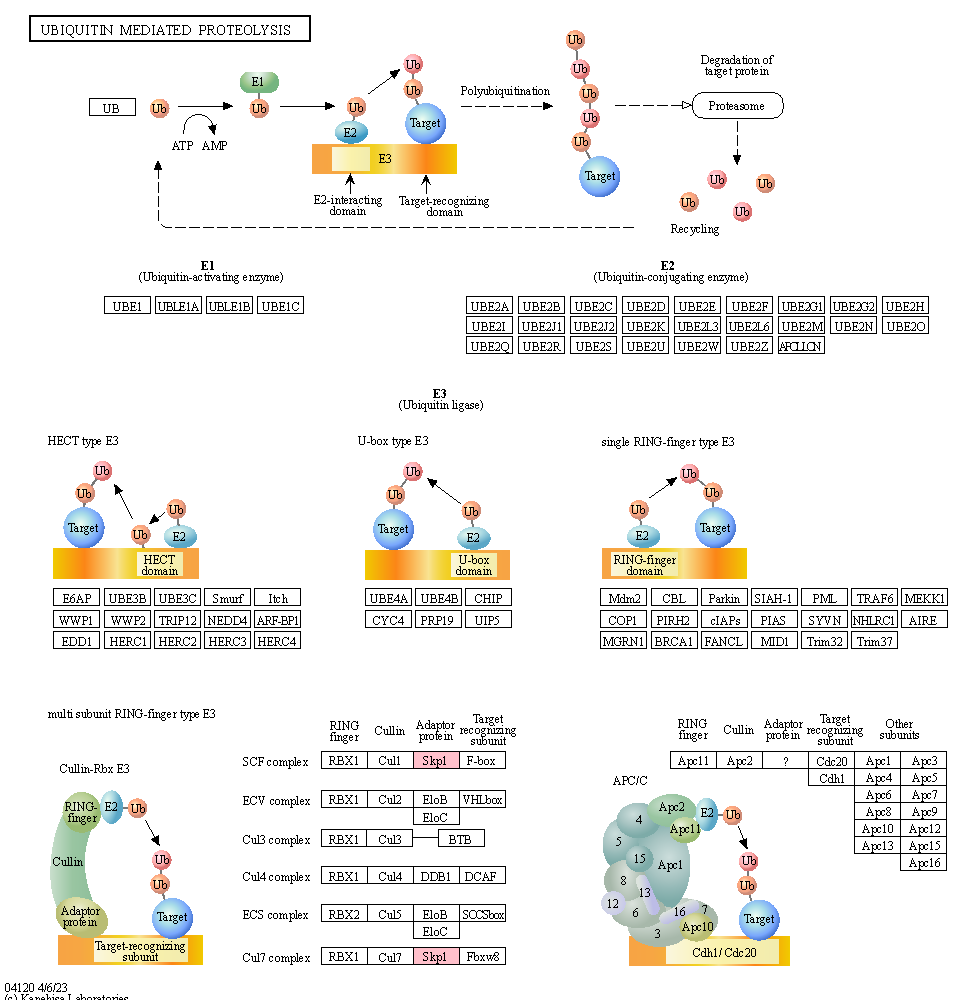 UBIQUITIN MEDIATED PROTEOLYSIS
UB
Ub
ATP
AMP
E1
Ub
Ub
E2
Ub
Ub
Target
E3
E2-interacting
domain
Target-recognizing
domain
Polyubiquitination
Ub
Ub
Ub
Ub
Ub
Target
Degradation of
target protein
Proteasome
Ub
Ub
Ub
Ub
Recycling
E1
(Ubiquitin-activating enzyme)
UBE1 UBLE1A UBLE1B UBE1C
E2
(Ubiquitin-conjugating enzyme)
UBE2A UBE2B UBE2C UBE2D UBE2E UBE2F UBE2G1 UBE2G2 UBE2H
UBE2I UBE2J1 UBE2J2 UBE2K UBE2L3 UBE2L6 UBE2M UBE2N UBE2O
UBE2Q UBE2R UBE2S UBE2U UBE2W UBE2Z AFCLLCN
E3
(Ubiquitin ligase)
HECT type E3
Ub
Ub
Target
Ub
Ub
E2
HECT
domain
E6AP UBE3B UBE3C Smurf Itch
WWP1 WWP2 TRIP12 NEDD4 ARF-BP1
EDD1 HERC1 HERC2 HERC3 HERC4
U-box type E3
Ub
Ub
Target
Ub
E2
U-box
domain
UBE4A UBE4B CHIP
CYC4 PRP19 UIP5
single RING-finger type E3
Ub
E2
Ub
Ub
Target
RING-finger
domain
Mdm2 CBL Parkin SIAH-1 PML TRAF6 MEKK1
COP1 PIRH2 cIAPs PIAS SYVN NHLRC1 AIRE
MGRN1 BRCA1 FANCL MID1 Trim32 Trim37
multi subunit RING-finger type E3
Cullin-Rbx E3
RING-
finger
E2
Ub
Cullin
Ub
Ub
Adaptor
protein
Target
Target-recognizing
subunit
RING
finger
Cullin
Adaptor
protein
Target
recognizing
subunit
SCF complex RBX1 Cul1 Skp1 F-box
ECV complex RBX1 Cul2 EloB VHLbox
EloC
Cul3 complex RBX1 Cul3 BTB
Cul4 complex RBX1 Cul4 DDB1 DCAF
ECS complex RBX2 Cul5 EloB SOCSbox
EloC
Cul7 complex RBX1 Cul7 Skp1 Fbxw8
RING
finger
Cullin
Adaptor
protein
Target
recognizing
subunit
Other
subunits
Apc11 Apc2 ? Cdc20 Apc1 Apc3
Cdh1 Apc4 Apc5
Apc6 Apc7
Apc8 Apc9
Apc10 Apc12
Apc13 Apc15
Apc16
APC/C
Apc2
E2
Ub
4
Apc11
5
15
Apc1
8
13
12
6
16
7
3
Apc10
Ub
Ub
Target
Cdh1/Cdc20
04120 4/6/23
(c) Kanehisa Laboratories